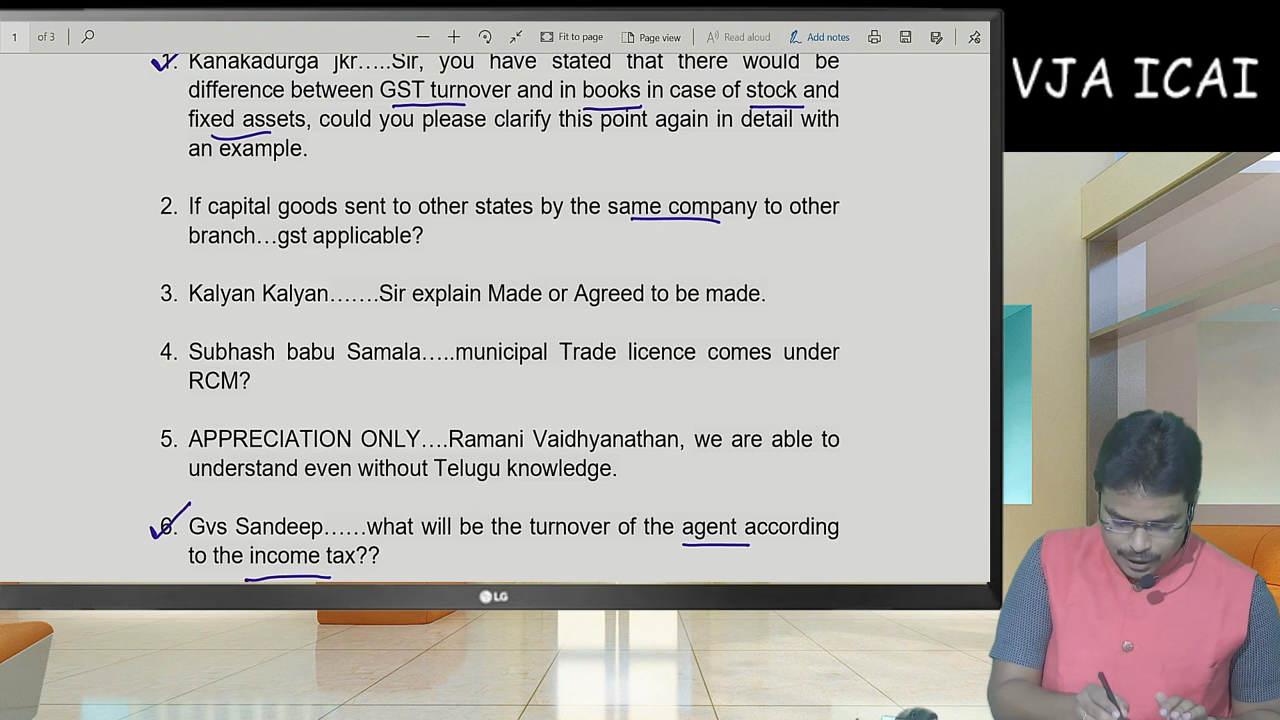 1
of 3
Fit to page
Page view
Read aloud
Add notes
VJA ICAI
1. Kanakadurga jkr…..Sir, you have stated that there would be
difference between GST turnover and in books in case of stock and
fixed assets, could you please clarify this point again in detail with
an example.
2. If capital goods sent to other states by the same company to other
branch…gst applicable?
3. Kalyan Kalyan…….Sir explain Made or Agreed to be made.
4. Subhash babu Samala…..municipal Trade licence comes under
RCM?
5. APPRECIATION ONLY….Ramani Vaidhyanathan, we are able to
understand even without Telugu knowledge.
6. Gvs Sandeep……what will be the turnover of the agent according
to the income tax??
LG